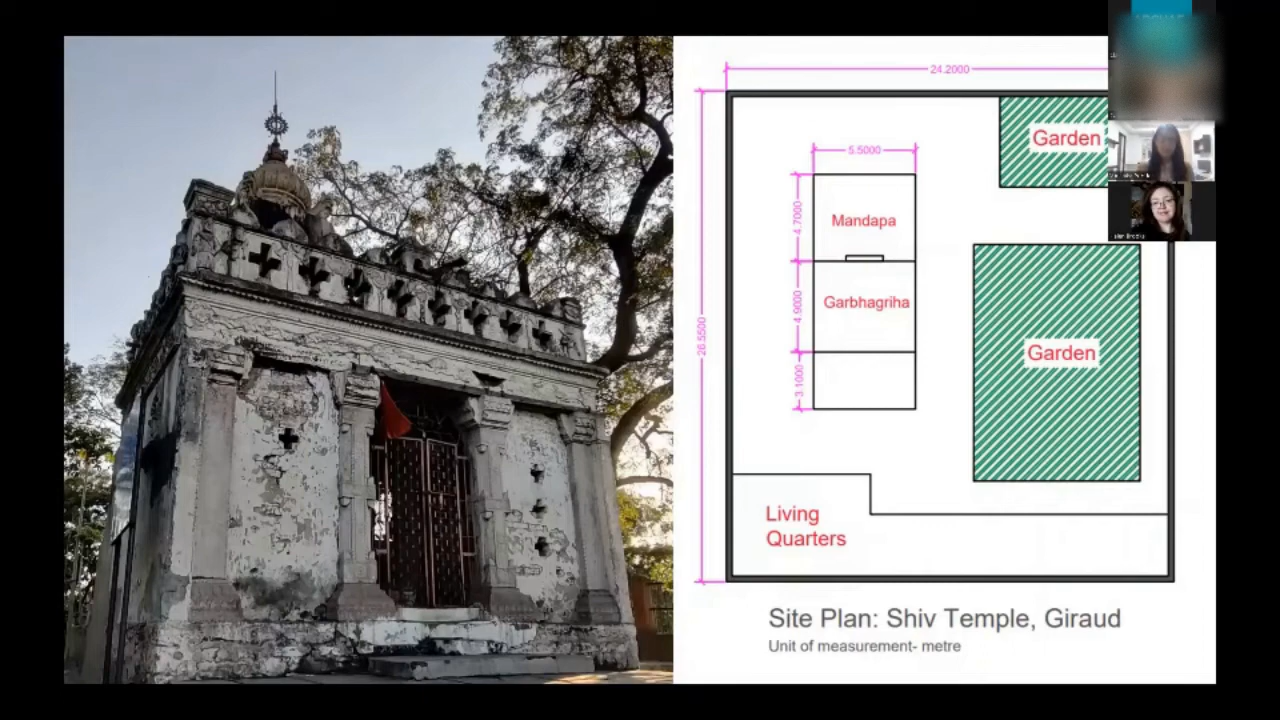 24.2000
Garden
5.5000
4.7000
Mandapa
4.9000
Garbhagriha
26.5500
Garden
3.1000
Living
Quarters
Site Plan: Shiv Temple, Giraud
Unit of measurement- metre